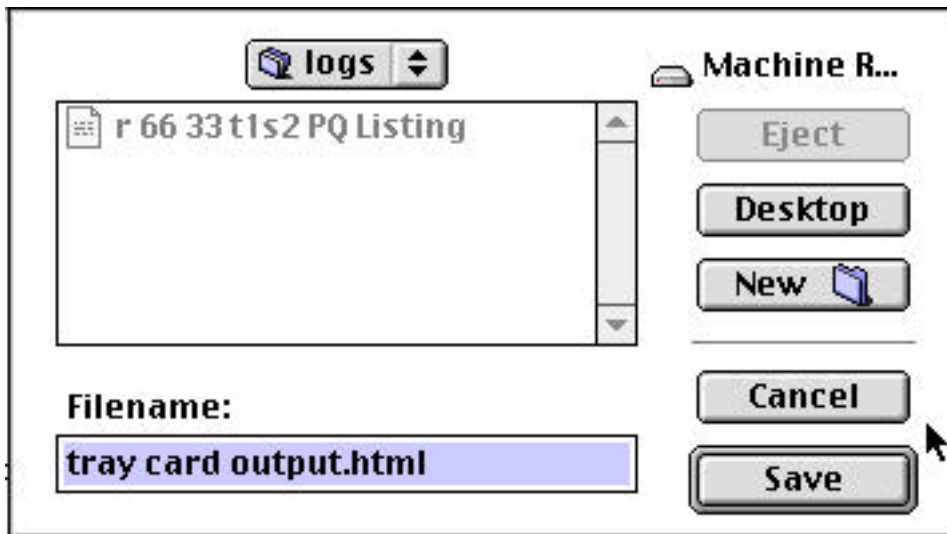 logs
Machine R...
r 66 33 t1s2 PQ Listing
Eject
Desktop
New
Filename:
tray card output.html
Cancel
Save